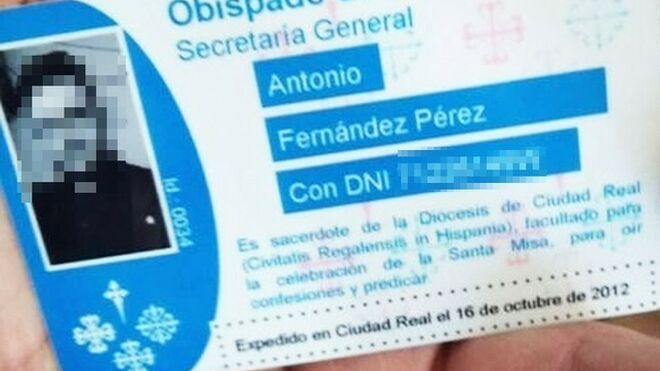 Obispado
Secretaría General
Antonio
Fernández Pérez
Con DNI
Id.: 0034
Es sacerdote de la Diócesis de Ciudad Real
(Civitatis Regalensis in Hispania), facultado para
la celebración de la Santa Misa, para oír
confesiones y predicar
Expedido en Ciudad Real el 16 de octubre de 2012